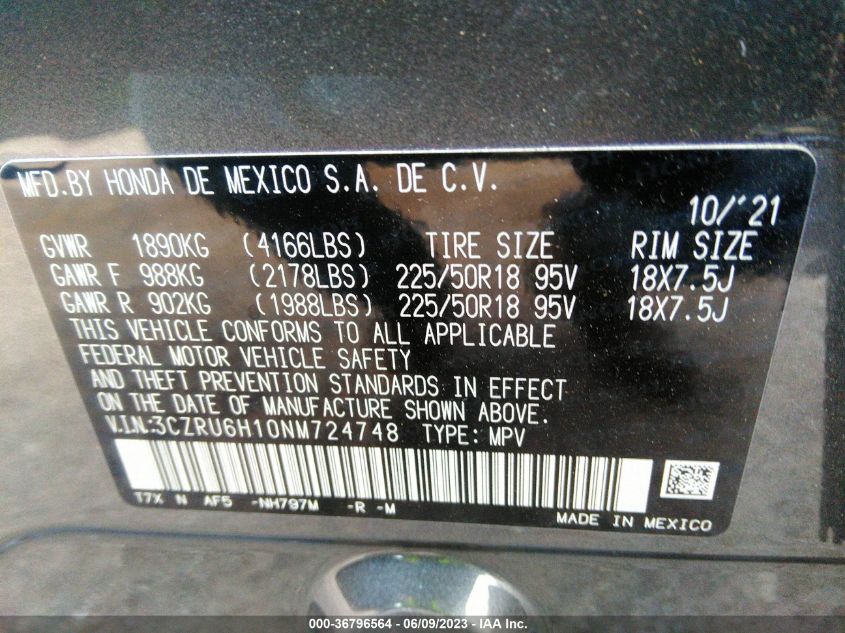 MFD.BY HONDA DE MEXICO S.A. DE C.V.
10/'21
GVWR 1890KG (4166LBS) TIRE SIZE RIM SIZE
GAWR F 988KG (2178LBS) 225/50R18 95V 18X7.5J
GAWR R 902KG (1988LBS) 225/50R18 95V 18X7.5J
THIS VEHICLE CONFORMS TO ALL APPLICABLE
FEDERAL MOTOR VEHICLE SAFETY
AND THEFT PREVENTION STANDARDS IN EFFECT
ON THE DATE OF MANUFACTURE SHOWN ABOVE.
V.I.N.:3CZRU6H10NM724748 TYPE: MPV
T7X N AF5 -NH797M -R -M
MADE IN MEXICO
000-36796564 / 06/09/2023 - IAA Inc.